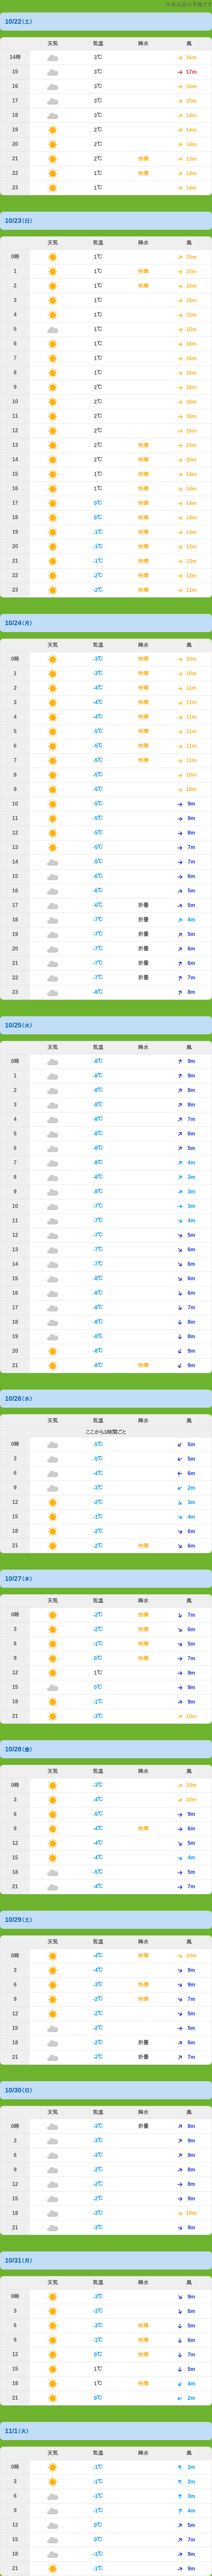 10/22(土)
天気 気温 降水 風
14時 3℃ 16m
15 3℃ 17m
16 3℃ 16m
17 3℃ 15m
18 3℃ 14m
19 2℃ 14m
20 2℃ 14m
21 2℃ 快晴 13m
22 1℃ 快晴 14m
23 1℃ 14m
10/23(日)
天気 気温 降水 風
0時 1℃ 15m
1 1℃ 快晴 15m
2 1℃ 快晴 15m
3 1℃ 15m
4 1℃ 15m
5 1℃ 15m
6 1℃ 16m
7 1℃ 16m
8 1℃ 16m
9 2℃ 16m
10 2℃ 16m
11 2℃ 16m
12 2℃ 16m
13 2℃ 快晴 15m
14 2℃ 快晴 15m
15 1℃ 快晴 14m
16 1℃ 快晴 14m
17 0℃ 快晴 14m
18 0℃ 快晴 14m
19 -1℃ 快晴 14m
20 -1℃ 快晴 13m
21 -1℃ 快晴 13m
22 -2℃ 快晴 12m
23 -2℃ 快晴 11m
10/24(月)
天気 気温 降水 風
0時 -3℃ 快晴 10m
1 -3℃ 快晴 10m
2 -4℃ 快晴 11m
3 -4℃ 快晴 11m
4 -4℃ 快晴 11m
5 -5℃ 快晴 11m
6 -5℃ 快晴 11m
7 -5℃ 快晴 11m
8 -5℃ 10m
9 -5℃ 10m
10 -5℃ 9m
11 -5℃ 9m
12 -5℃ 8m
13 -5℃ 7m
14 -5℃ 7m
15 -6℃ 6m
16 -6℃ 5m
17 -6℃ 折曇 5m
18 -7℃ 折曇 4m
19 -7℃ 折曇 5m
20 -7℃ 折曇 6m
21 -7℃ 折曇 6m
22 -7℃ 折曇 7m
23 -8℃ 8m
10/25(火)
天気 気温 降水 風
0時 -8℃ 9m
1 -8℃ 9m
2 -8℃ 8m
3 -8℃ 8m
4 -8℃ 7m
5 -8℃ 6m
6 -8℃ 5m
7 -8℃ 4m
8 -8℃ 3m
9 -8℃ 3m
10 -7℃ 3m
11 -7℃ 4m
12 -7℃ 5m
13 -7℃ 6m
14 -7℃ 6m
15 -8℃ 6m
16 -8℃ 6m
17 -8℃ 7m
18 -8℃ 8m
19 -8℃ 8m
20 -8℃ 9m
21 -8℃ 快晴 9m
10/26(水)
天気 気温 降水 風
ここから3時間ごと
0時 -5℃ 5m
3 -5℃ 5m
6 -4℃ 6m
9 -3℃ 2m
12 -2℃ 3m
15 -1℃ 4m
18 -2℃ 6m
21 -2℃ 快晴 6m
10/27(木)
天気 気温 降水 風
0時 -2℃ 快晴 7m
3 -2℃ 快晴 6m
6 -1℃ 快晴 5m
9 0℃ 快晴 7m
12 1℃ 9m
15 0℃ 9m
18 -1℃ 9m
21 -3℃ 10m
10/28(金)
天気 気温 降水 風
0時 -3℃ 10m
3 -4℃ 10m
6 -5℃ 9m
9 -4℃ 快晴 6m
12 -4℃ 5m
15 -4℃ 4m
18 -5℃ 5m
21 -4℃ 7m
10/29(土)
天気 気温 降水 風
0時 -4℃ 快晴 10m
3 -4℃ 9m
6 -3℃ 快晴 9m
9 -2℃ 快晴 7m
12 -2℃ 5m
15 -2℃ 5m
18 -2℃ 折曇 6m
21 -2℃ 折曇 7m
10/30(日)
天気 気温 降水 風
0時 -3℃ 折曇 8m
3 -3℃ 9m
6 -3℃ 9m
9 -2℃ 8m
12 -2℃ 8m
15 -2℃ 9m
18 -3℃ 10m
21 -3℃ 9m
10/31(月)
天気 気温 降水 風
0時 -3℃ 9m
3 -3℃ 6m
6 -3℃ 快晴 5m
9 -1℃ 快晴 6m
12 0℃ 快晴 7m
15 1℃ 5m
18 1℃ 快晴 4m
21 0℃ 2m
11/1(火)
天気 気温 降水 風
0時 -1℃ 2m
3 -1℃ 2m
6 -1℃ 3m
9 -1℃ 4m
12 0℃ 5m
15 0℃ 7m
18 -1℃ 9m
21 -1℃ 9m